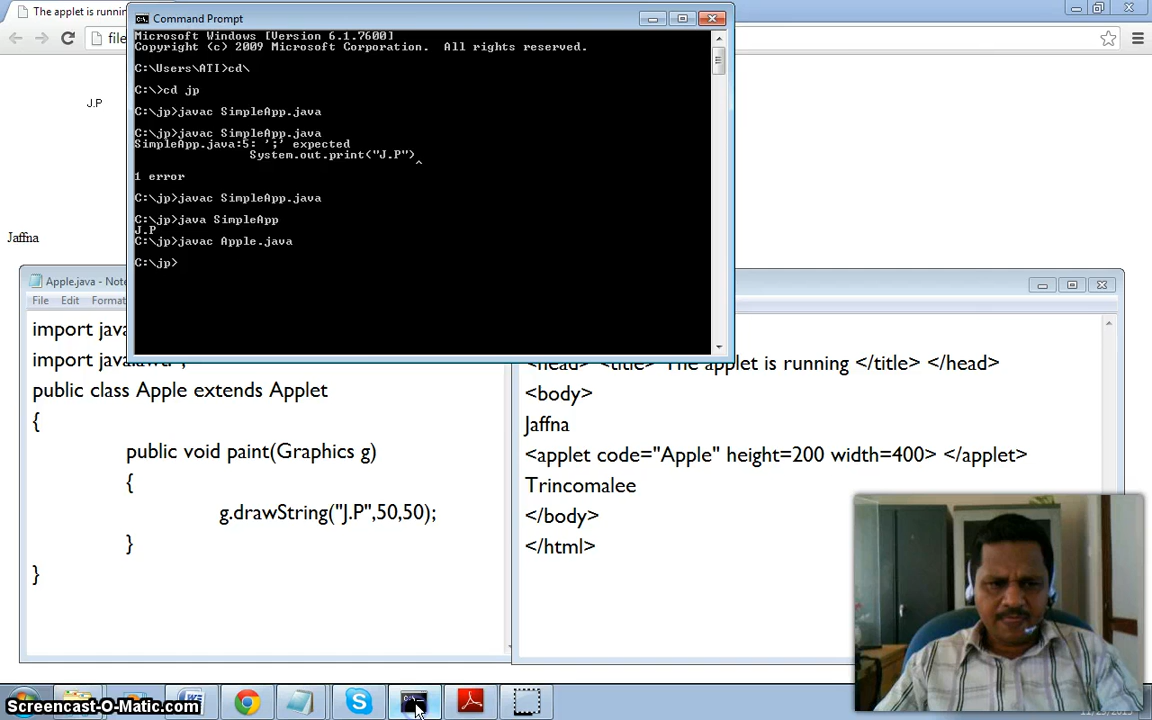 The applet is runnin
Command Prompt
file
J.P
Jaffna
Microsoft Windows [Version 6.1.7600]
Copyright (c) 2009 Microsoft Corporation.  All rights reserved.
C:\Users\ATI>cd\
C:\>cd jp
C:\jp>javac SimpleApp.java
C:\jp>javac SimpleApp.java
SimpleApp.java:5: ';' expected
System.out.print("J.P")
^
1 error
C:\jp>javac SimpleApp.java
C:\jp>java SimpleApp
J.P
C:\jp>javac Apple.java
C:\jp>
Apple.java - Note
File Edit Format
import java
public class Apple extends Applet
{
public void paint(Graphics g)
{
g.drawString("J.P",50,50);
}
}
<head> <title> The applet is running </title> </head>
<body>
Jaffna
<applet code="Apple" height=200 width=400> </applet>
Trincomalee
</body>
</html>
Screencast-O-Matic.com